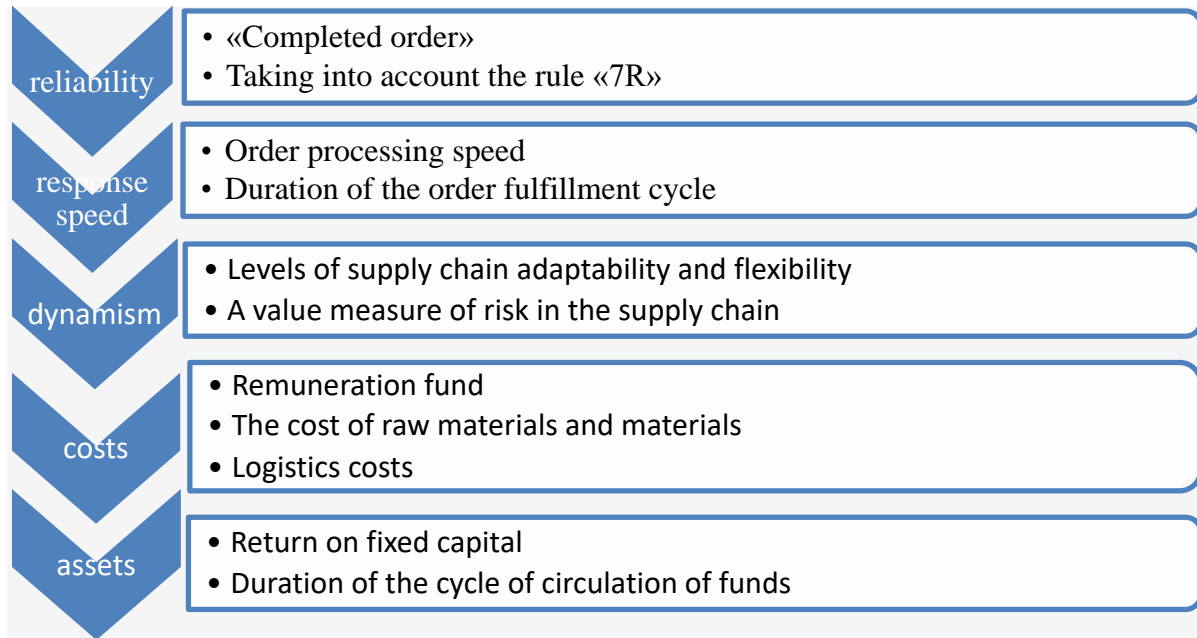 reliability
• «Completed order»
• Taking into account the rule «7R»
response
speed
• Order processing speed
• Duration of the order fulfillment cycle
dynamism
• Levels of supply chain adaptability and flexibility
• A value measure of risk in the supply chain
costs
• Remuneration fund
• The cost of raw materials and materials
• Logistics costs
assets
• Return on fixed capital
• Duration of the cycle of circulation of funds